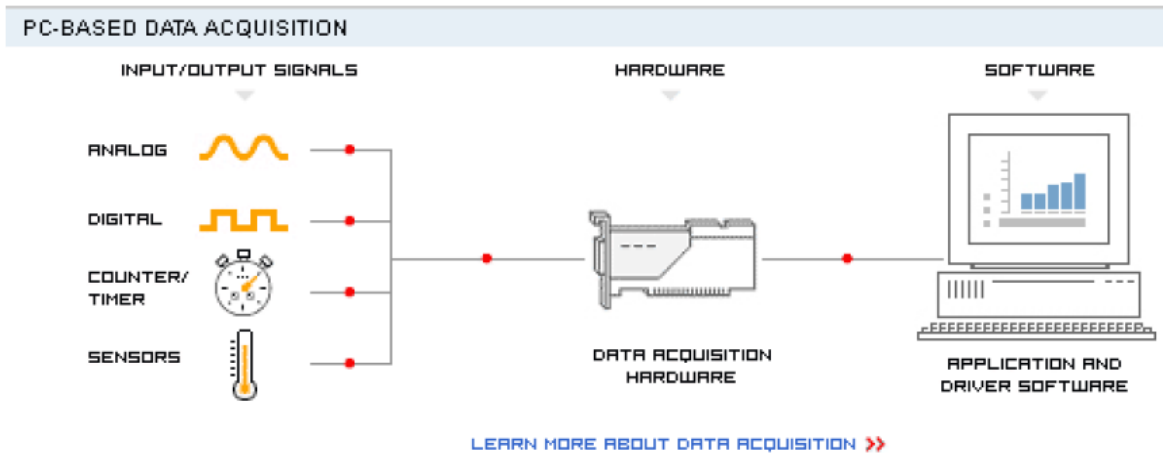 PC-BASED DATA ACQUISITION
INPUT/OUTPUT SIGNALS
HARDWARE
SOFTWARE
ANALOG
DIGITAL
COUNTER/
TIMER
SENSORS
DATA ACQUISITION
HARDWARE
APPLICATION AND
DRIVER SOFTWARE
LEARN MORE ABOUT DATA ACQUISITION >>